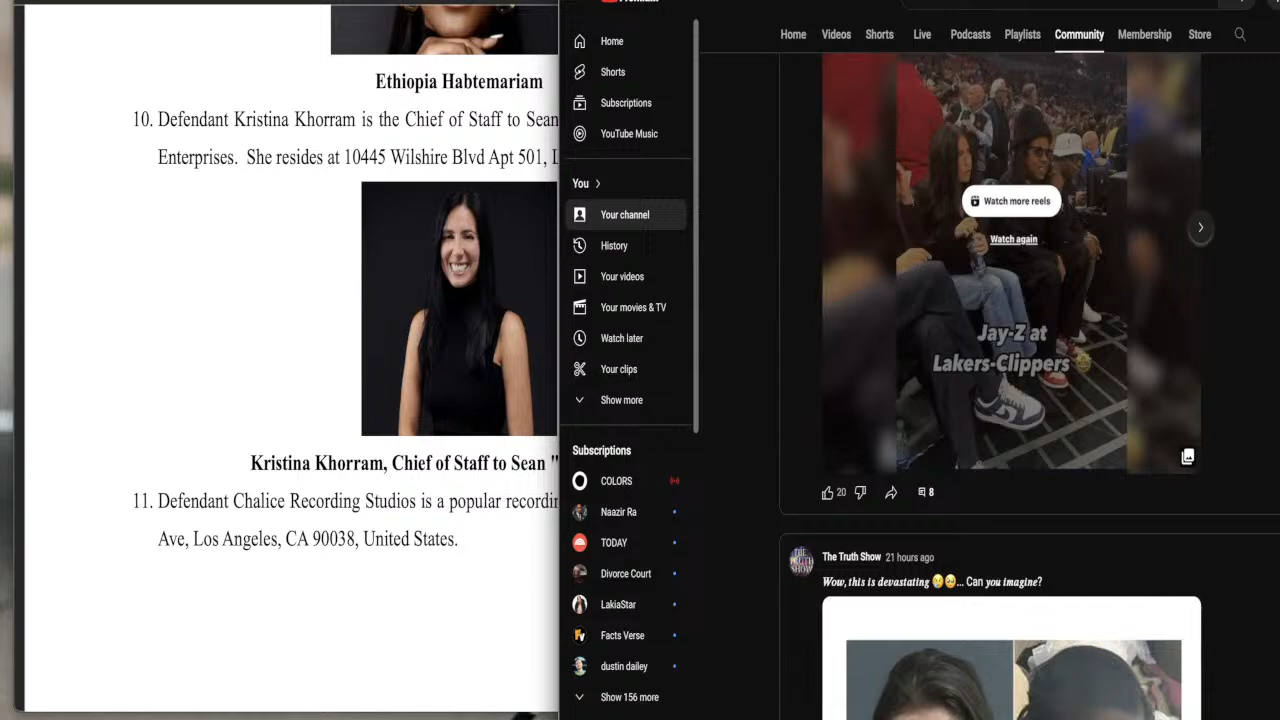 Ethiopia Habtemariam
10. Defendant Kristina Khorram is the Chief of Staff to Sean
Enterprises. She resides at 10445 Wilshire Blvd Apt 501, L
Kristina Khorram, Chief of Staff to Sean "
11. Defendant Chalice Recording Studios is a popular recordin
Ave, Los Angeles, CA 90038, United States.
Home
Shorts
Subscriptions
YouTube Music
You
Your channel
History
Your videos
Your movies & TV
Watch later
Your clips
Show more
Subscriptions
COLORS
Naazir Ra
TODAY
Divorce Court
LakiaStar
Facts Verse
dustin dailey
Show 156 more
Home Videos Shorts Live Podcasts Playlists Community Membership Store
Watch more reels
Watch again
Jay-Z at
Lakers-Clippers
20 8
THE TRUTH SHOW
The Truth Show 21 hours ago
Wow, this is devastating 😢🥺... Can you imagine?